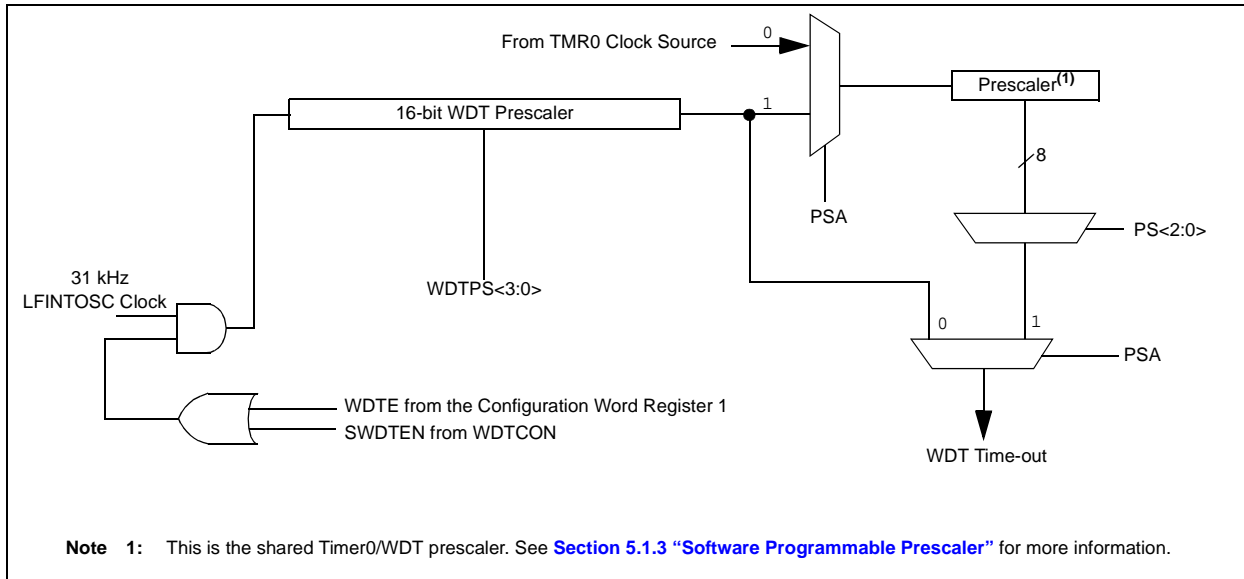 From TMR0 Clock Source
0
Prescaler(1)
16-bit WDT Prescaler
1
8
PSA
PS<2:0>
31 kHz
LFINTOSC Clock
WDTPS<3:0>
0
1
PSA
WDTE from the Configuration Word Register 1
SWDTEN from WDTCON
WDT Time-out
Note 1: This is the shared Timer0/WDT prescaler. See Section 5.1.3 “Software Programmable Prescaler” for more information.